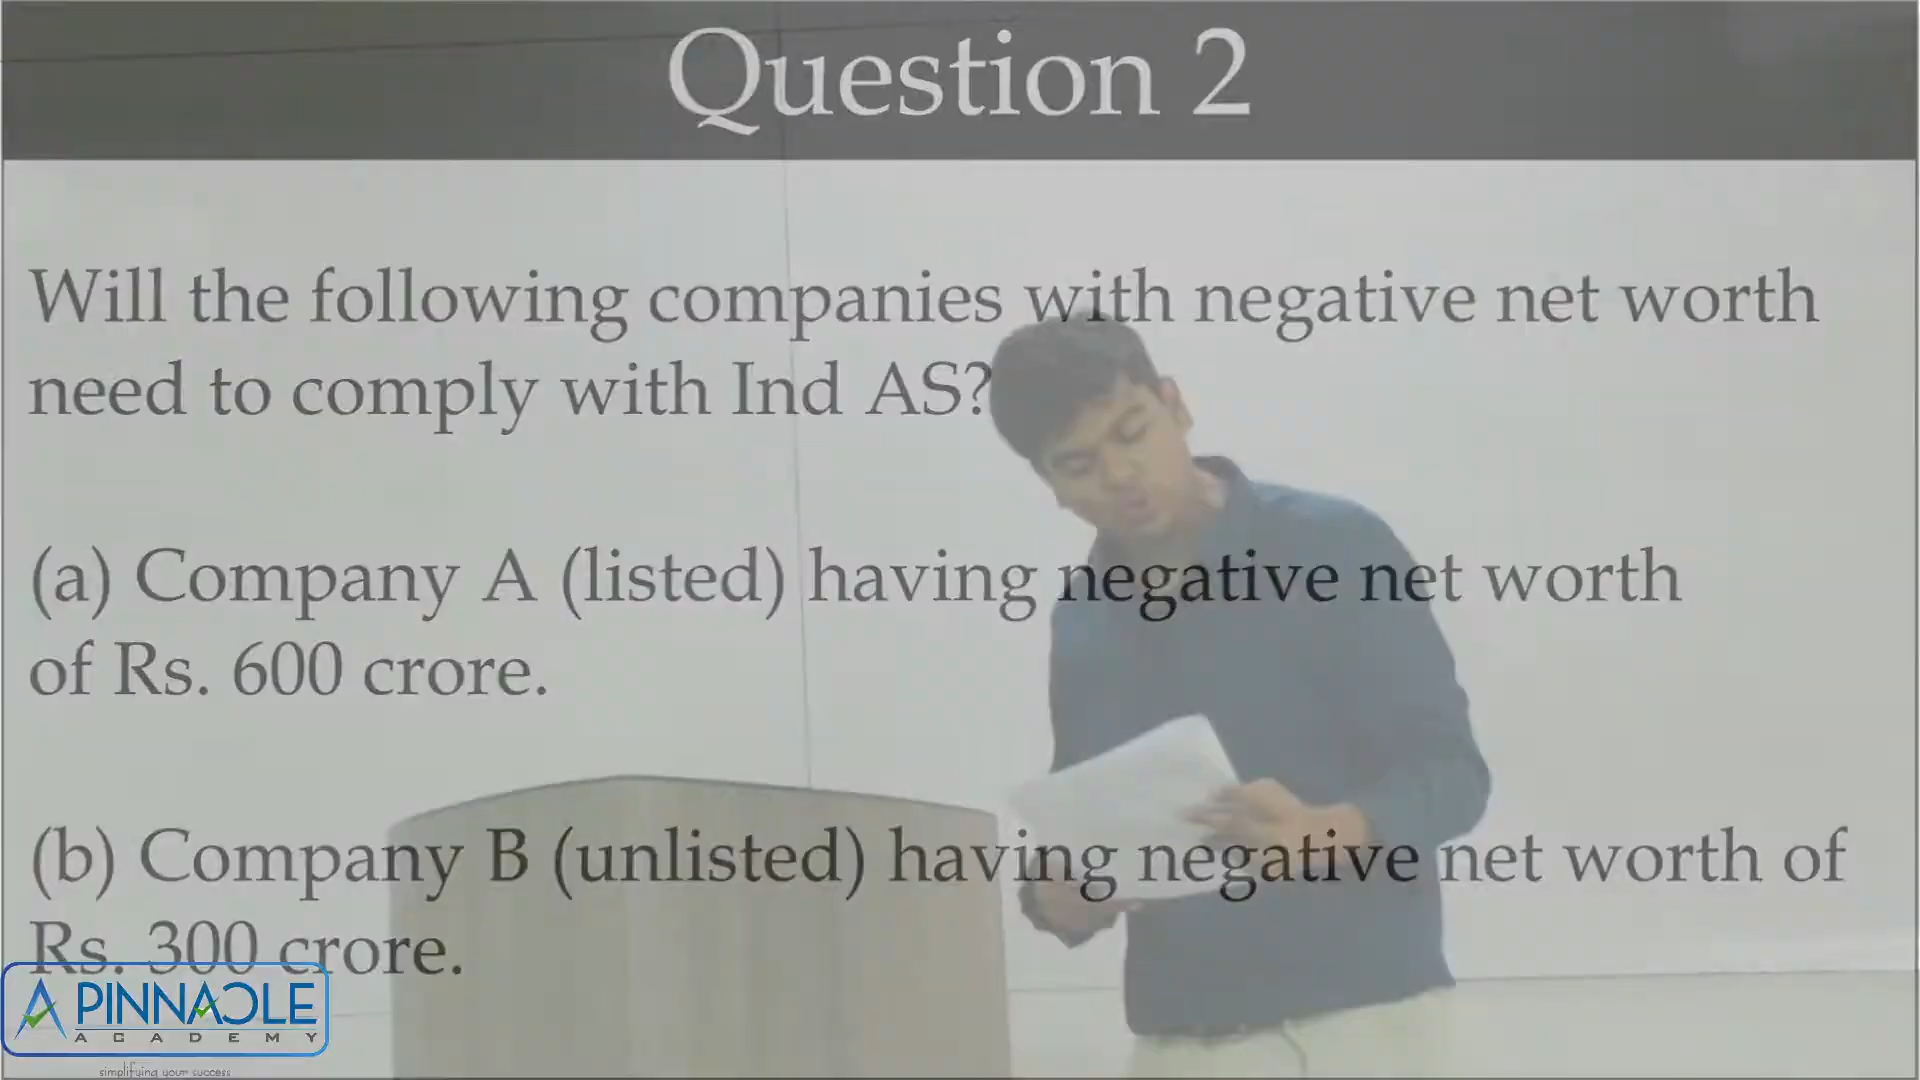 Question 2
Will the following companies with negative net worth
need to comply with Ind AS?
(a) Company A (listed) having negative net worth
of Rs. 600 crore.
(b) Company B (unlisted) having negative net worth of
Rs. 300 crore.
PINNACLE
ACADEMY
simplifying your success